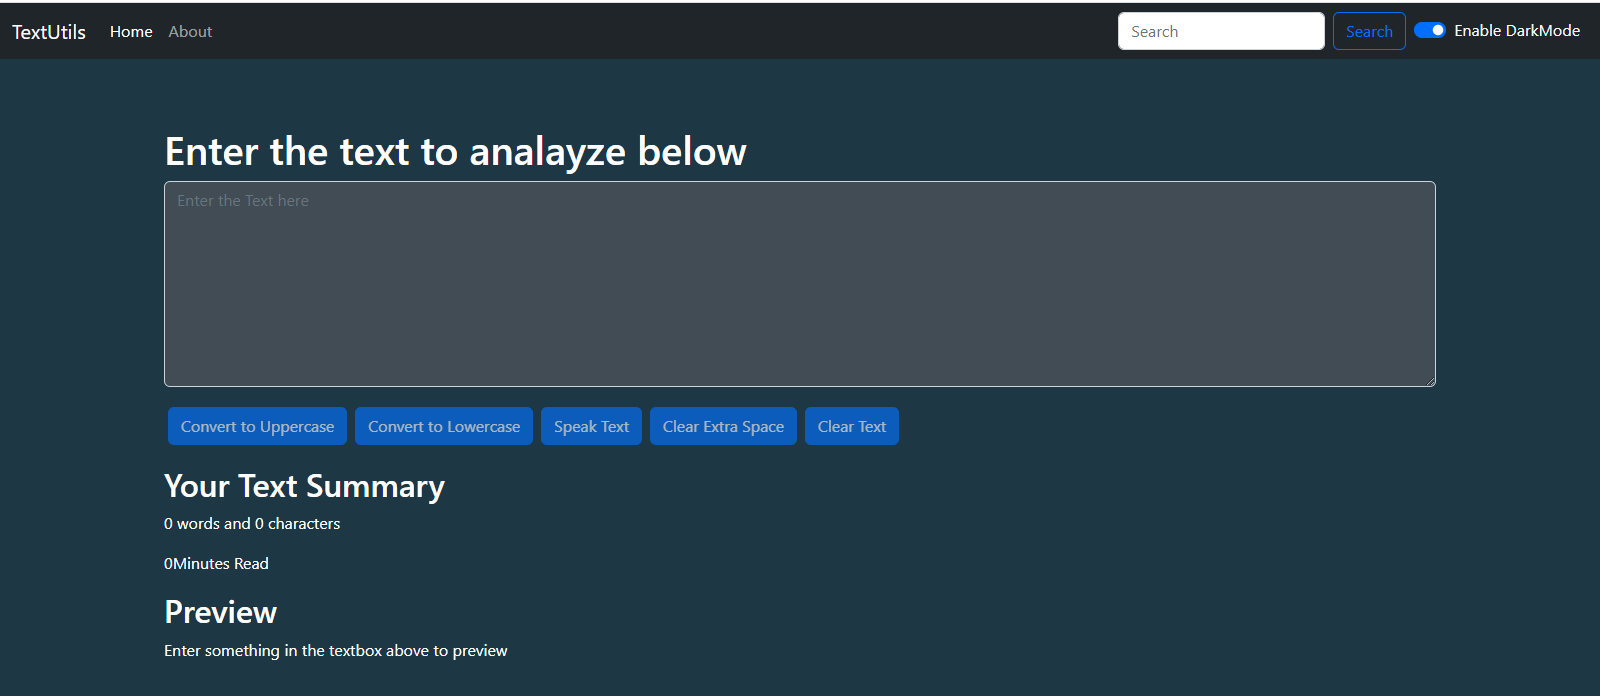 TextUtils Home About Search Search Enable DarkMode
Enter the text to analayze below
Enter the Text here
Convert to Uppercase Convert to Lowercase Speak Text Clear Extra Space Clear Text
Your Text Summary
0 words and 0 characters
0Minutes Read
Preview
Enter something in the textbox above to preview